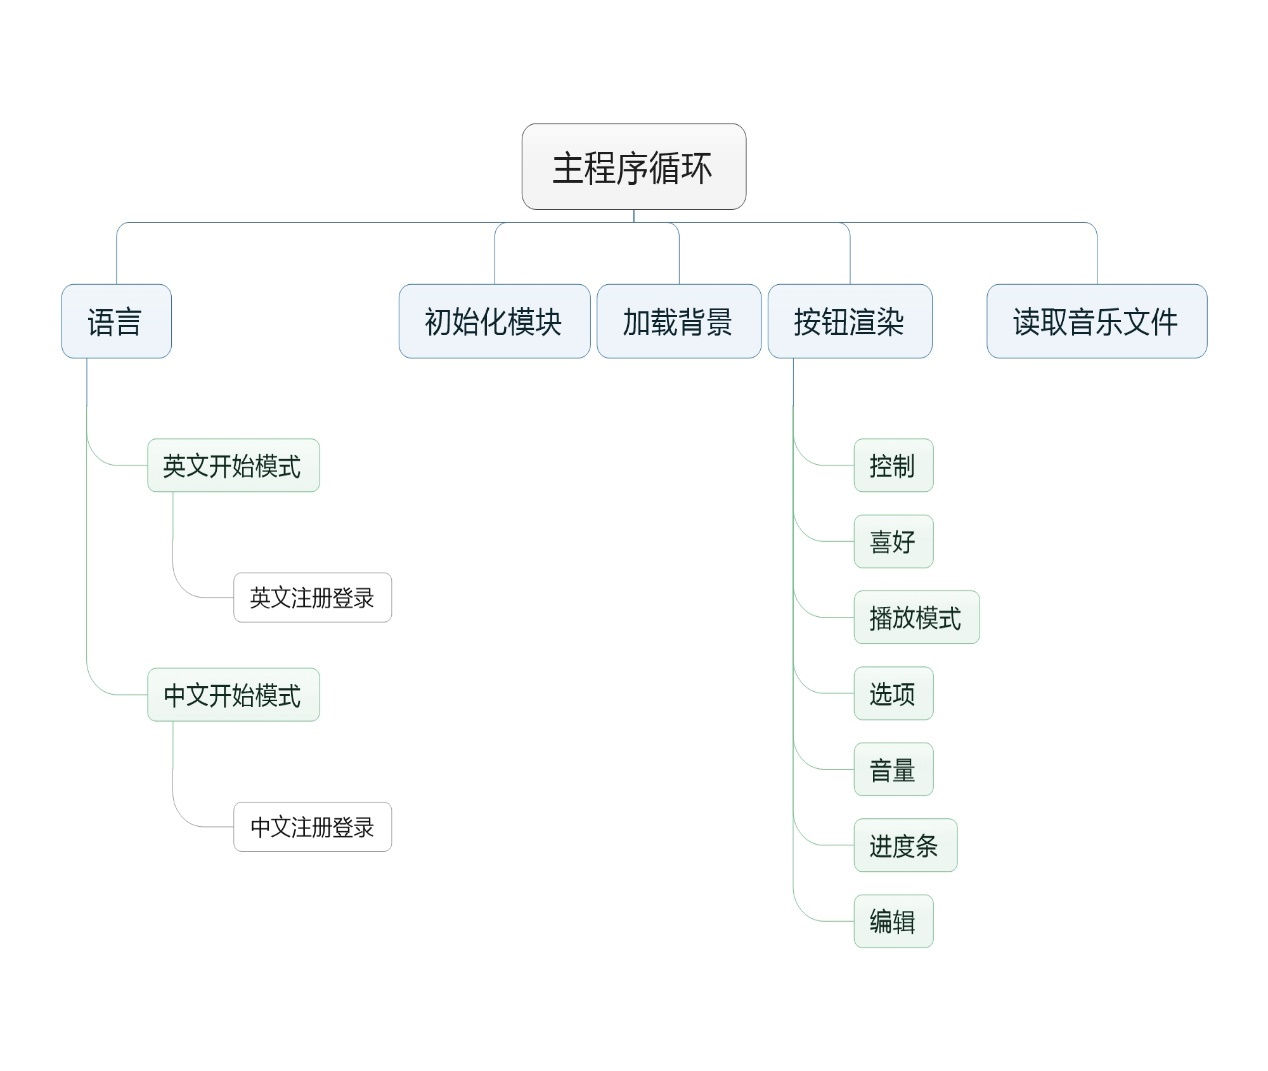 主程序循环
语言
初始化模块
加载背景
按钮渲染
读取音乐文件
英文开始模式
英文注册登录
中文开始模式
中文注册登录
控制
喜好
播放模式
选项
音量
进度条
编辑